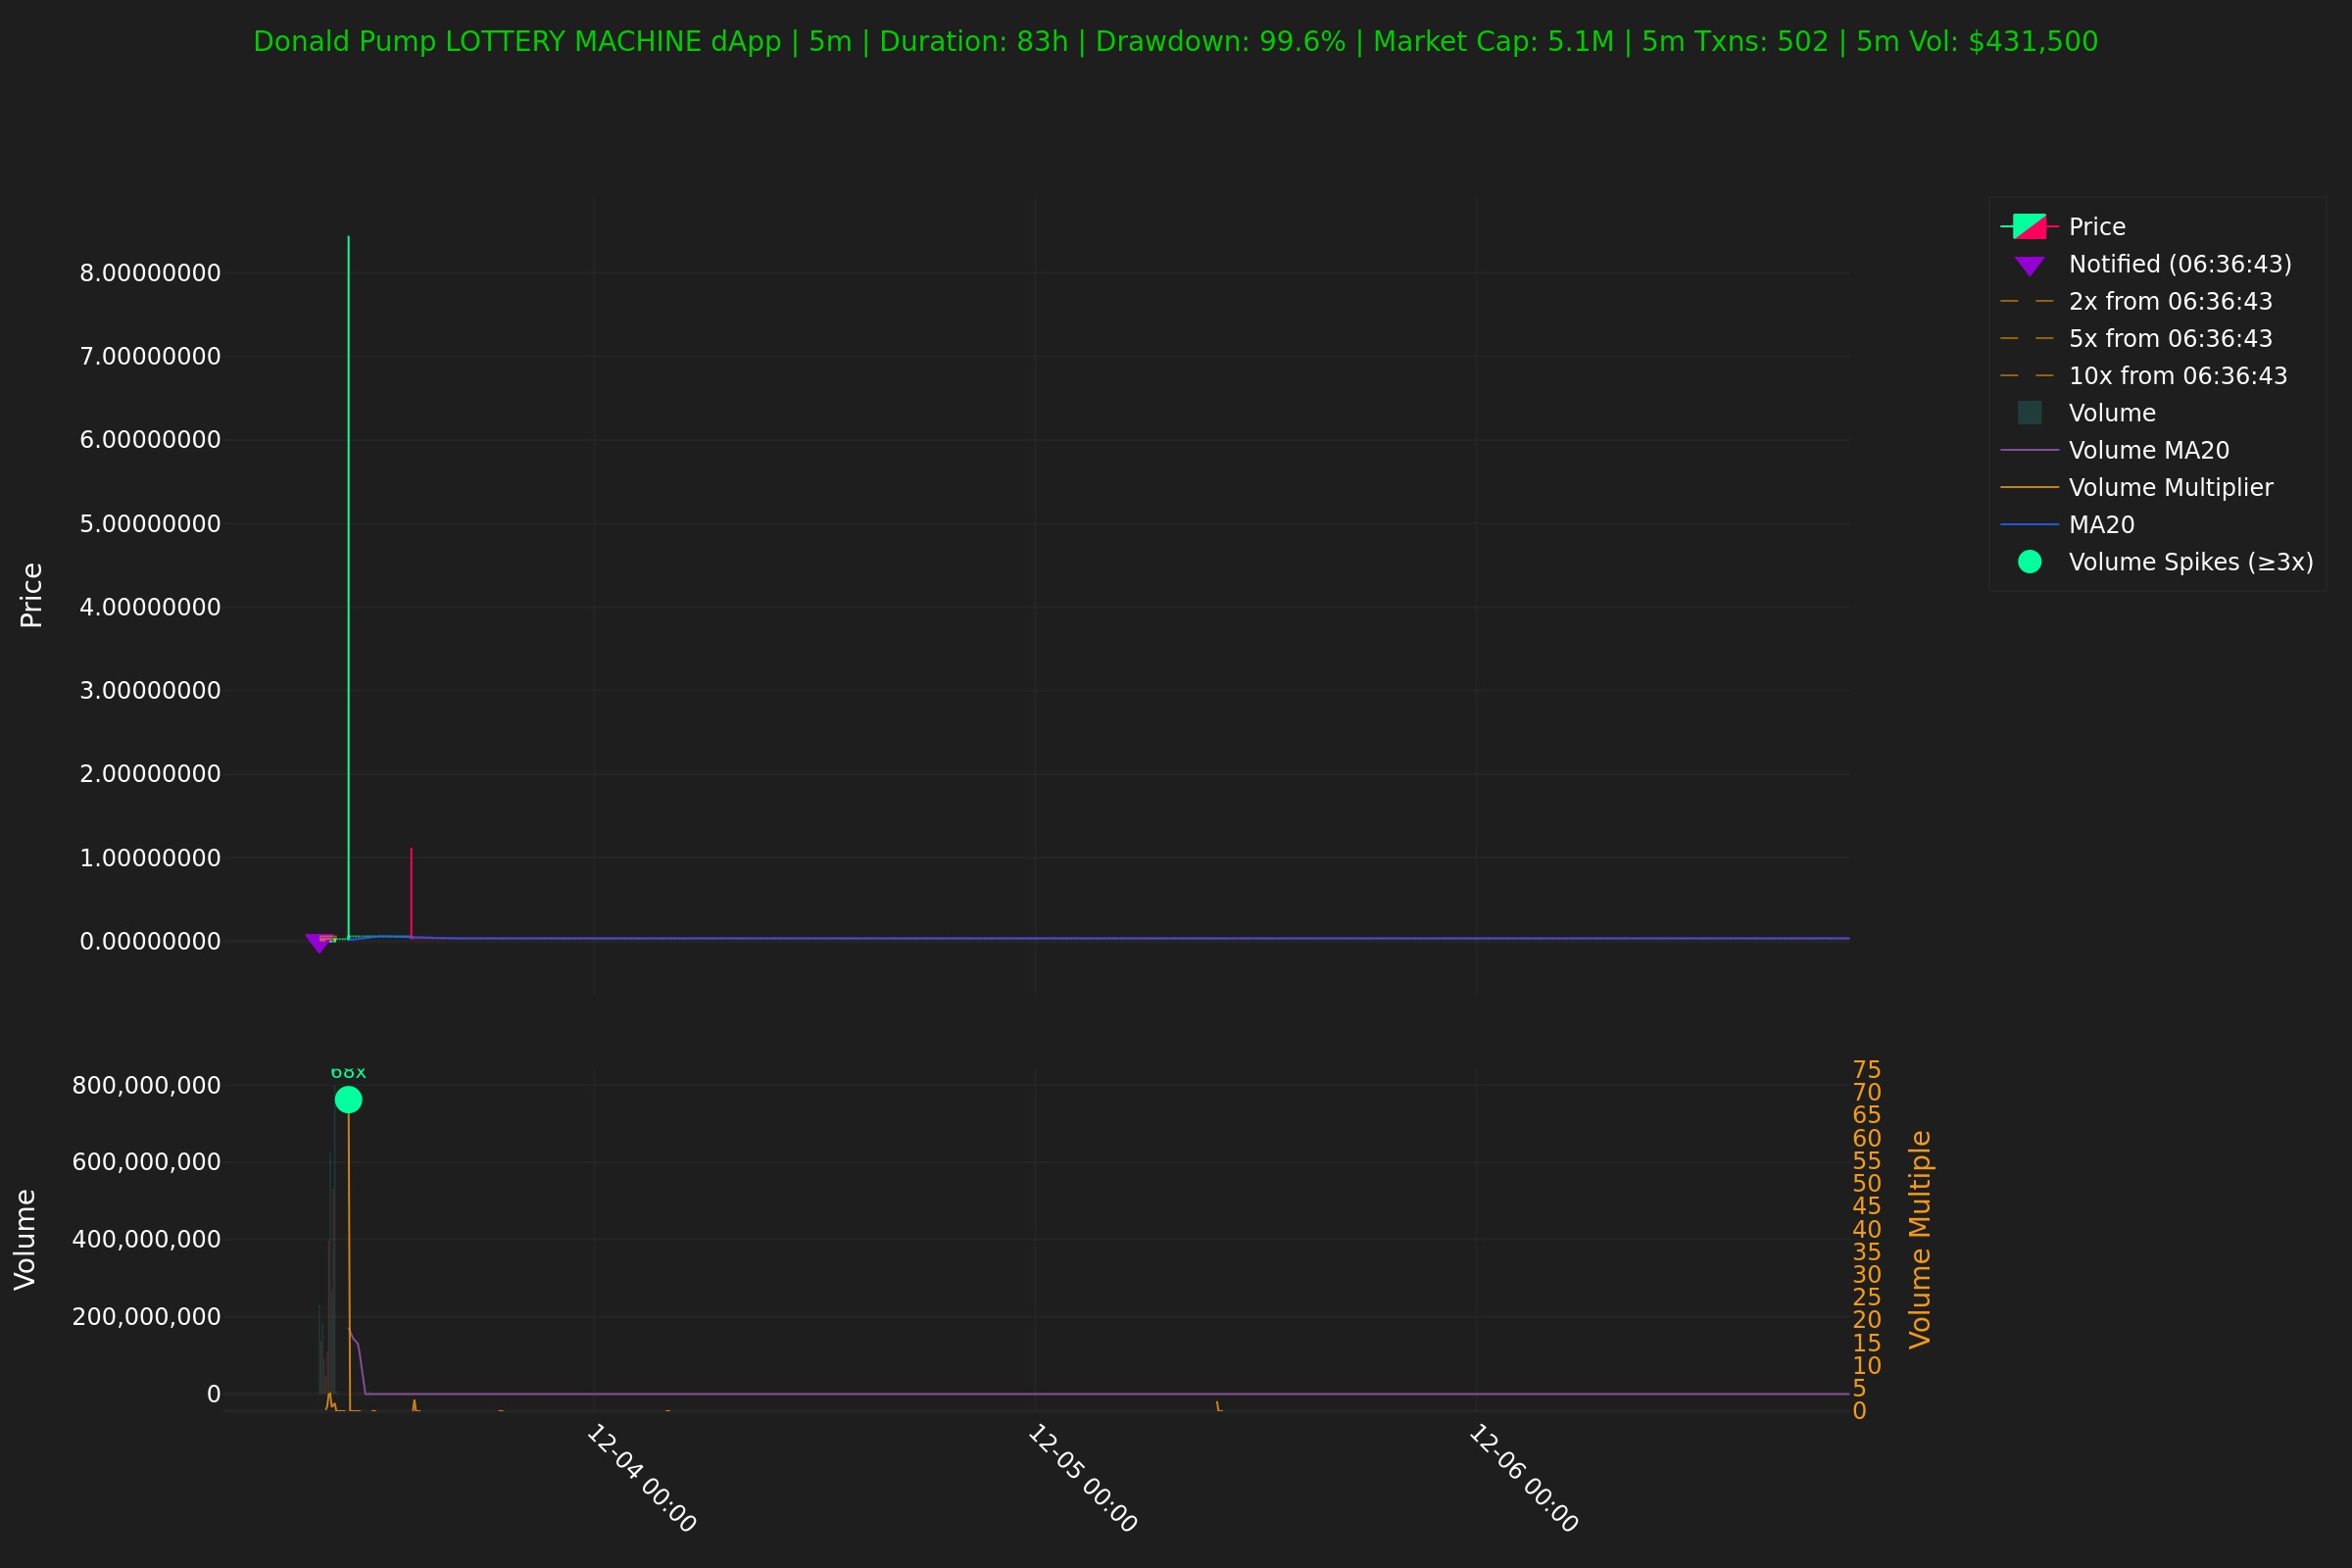 Donald Pump LOTTERY MACHINE dApp | 5m | Duration: 83h | Drawdown: 99.6% | Market Cap: 5.1M | 5m Txns: 502 | 5m Vol: $431,500
Price
8.00000000
7.00000000
6.00000000
5.00000000
4.00000000
3.00000000
2.00000000
1.00000000
0.00000000
Price
Notified (06:36:43)
2x from 06:36:43
5x from 06:36:43
10x from 06:36:43
Volume
Volume MA20
Volume Multiplier
MA20
Volume Spikes (≥3x)
Volume
800,000,000
600,000,000
400,000,000
200,000,000
0
68x
75
70
65
60
55
50
45
40
35
30
25
20
15
10
5
0
Volume Multiple
12-04 00:00
12-05 00:00
12-06 00:00